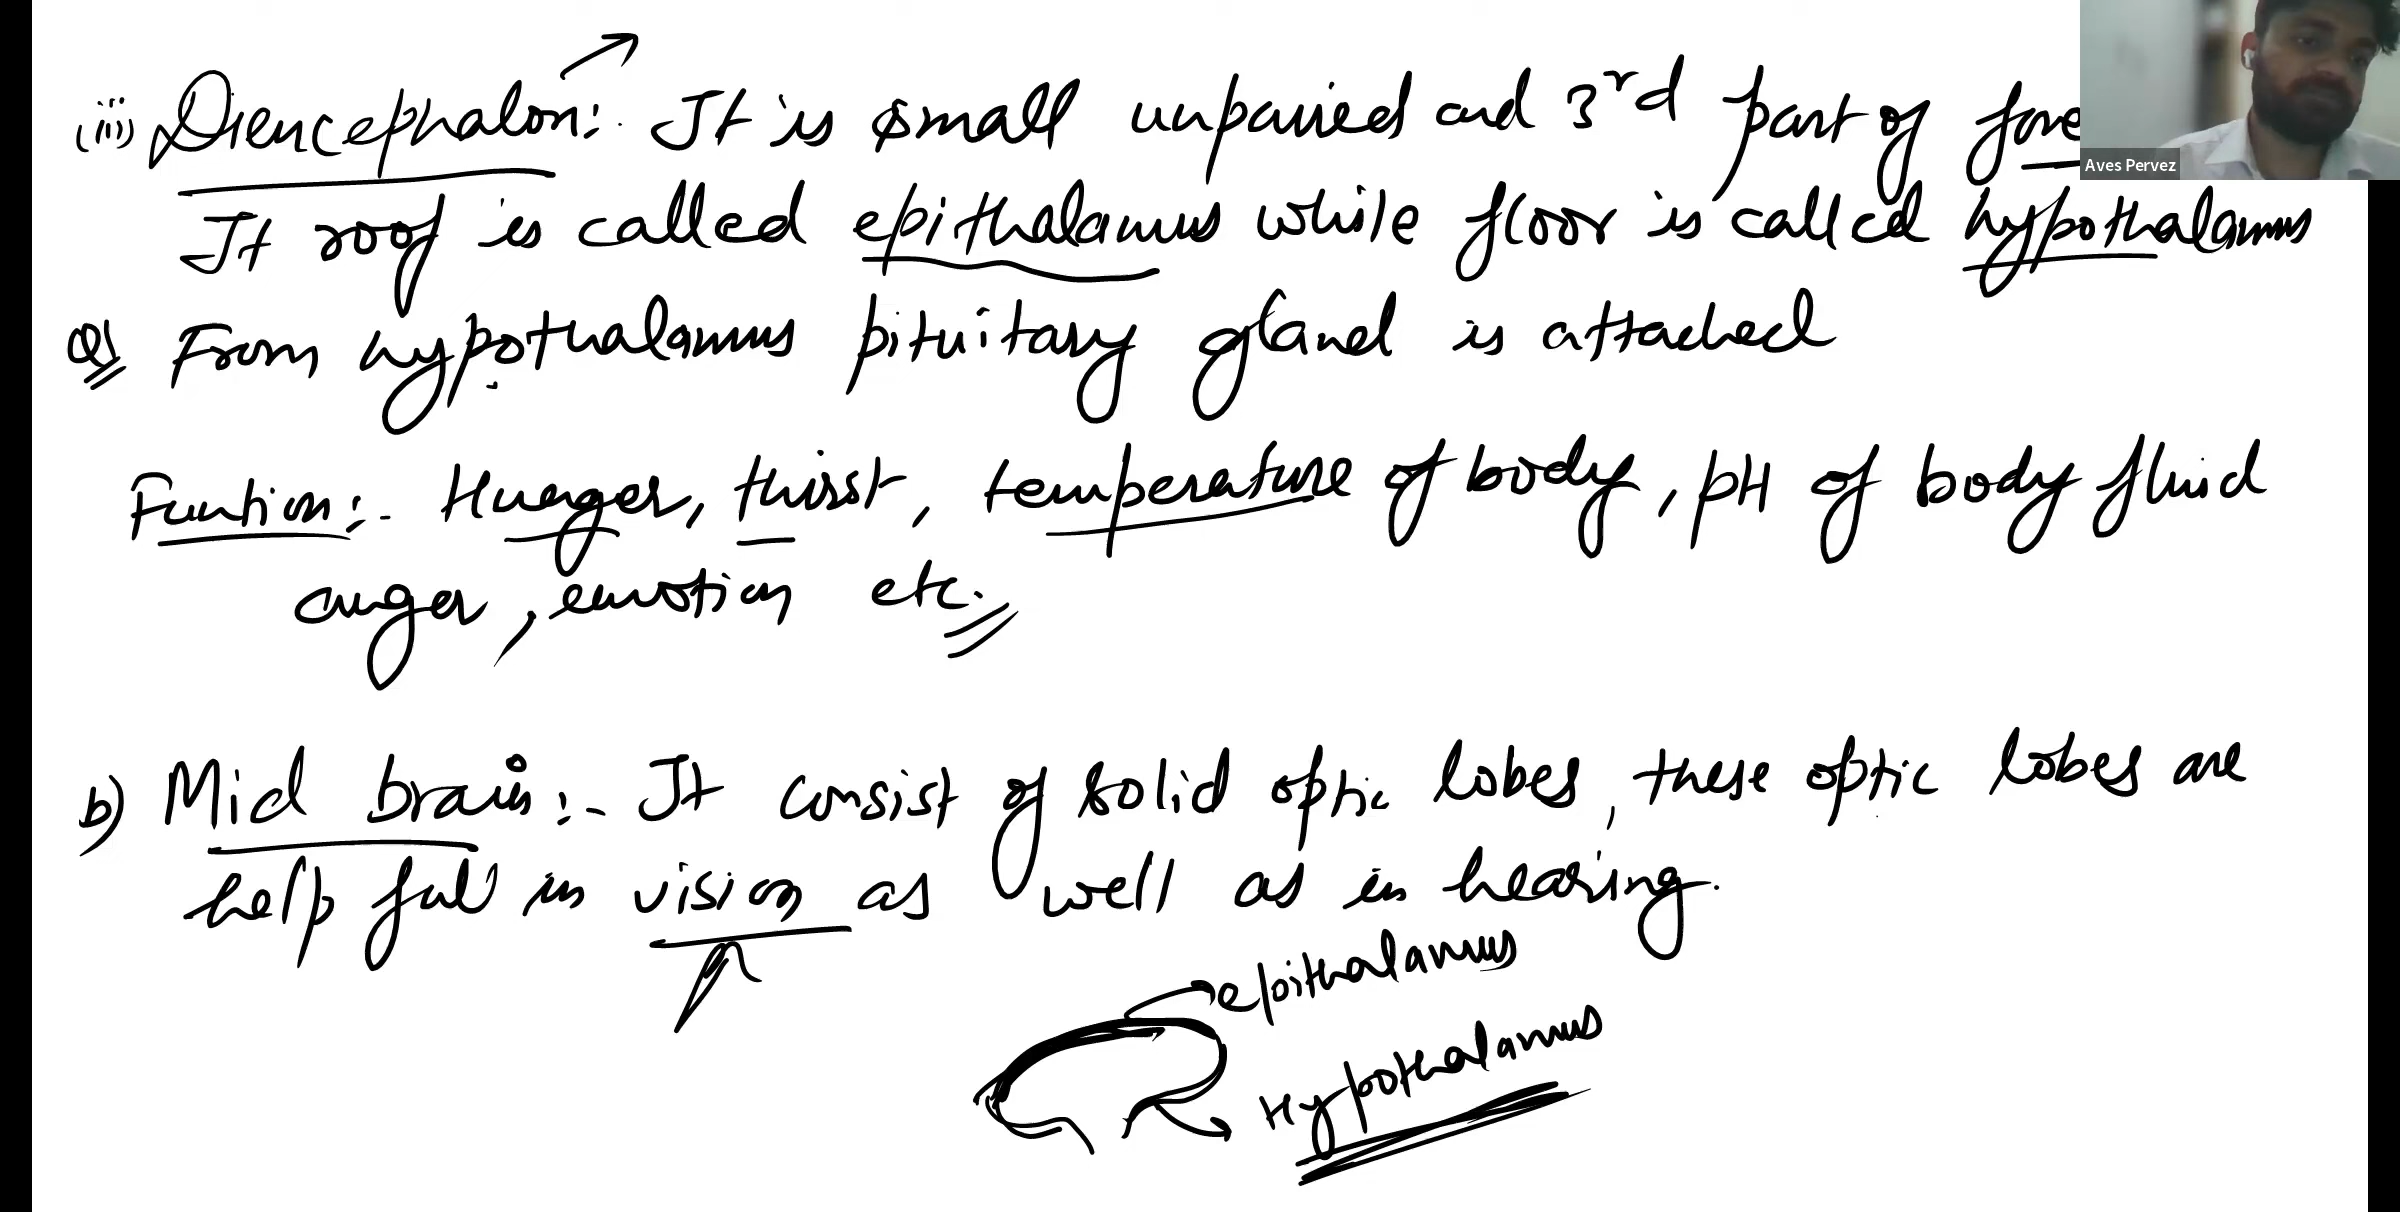 (iii) Diencephalon:. It is small unpaired and 3rd part of fore
Aves Pervez
It roof is called epithalamus while floor is called hypothalamus
Q1 From hypothalamus pituitary gland is attached
Funtion:- Hunger, thirst, temperature of body, pH of body fluid
anger, emotion etc.
b) Mid brain:- It consist of solid optic lobes, these optic lobes are
helpful in vision as well as in hearing.
epithalamus
Hypothalamus